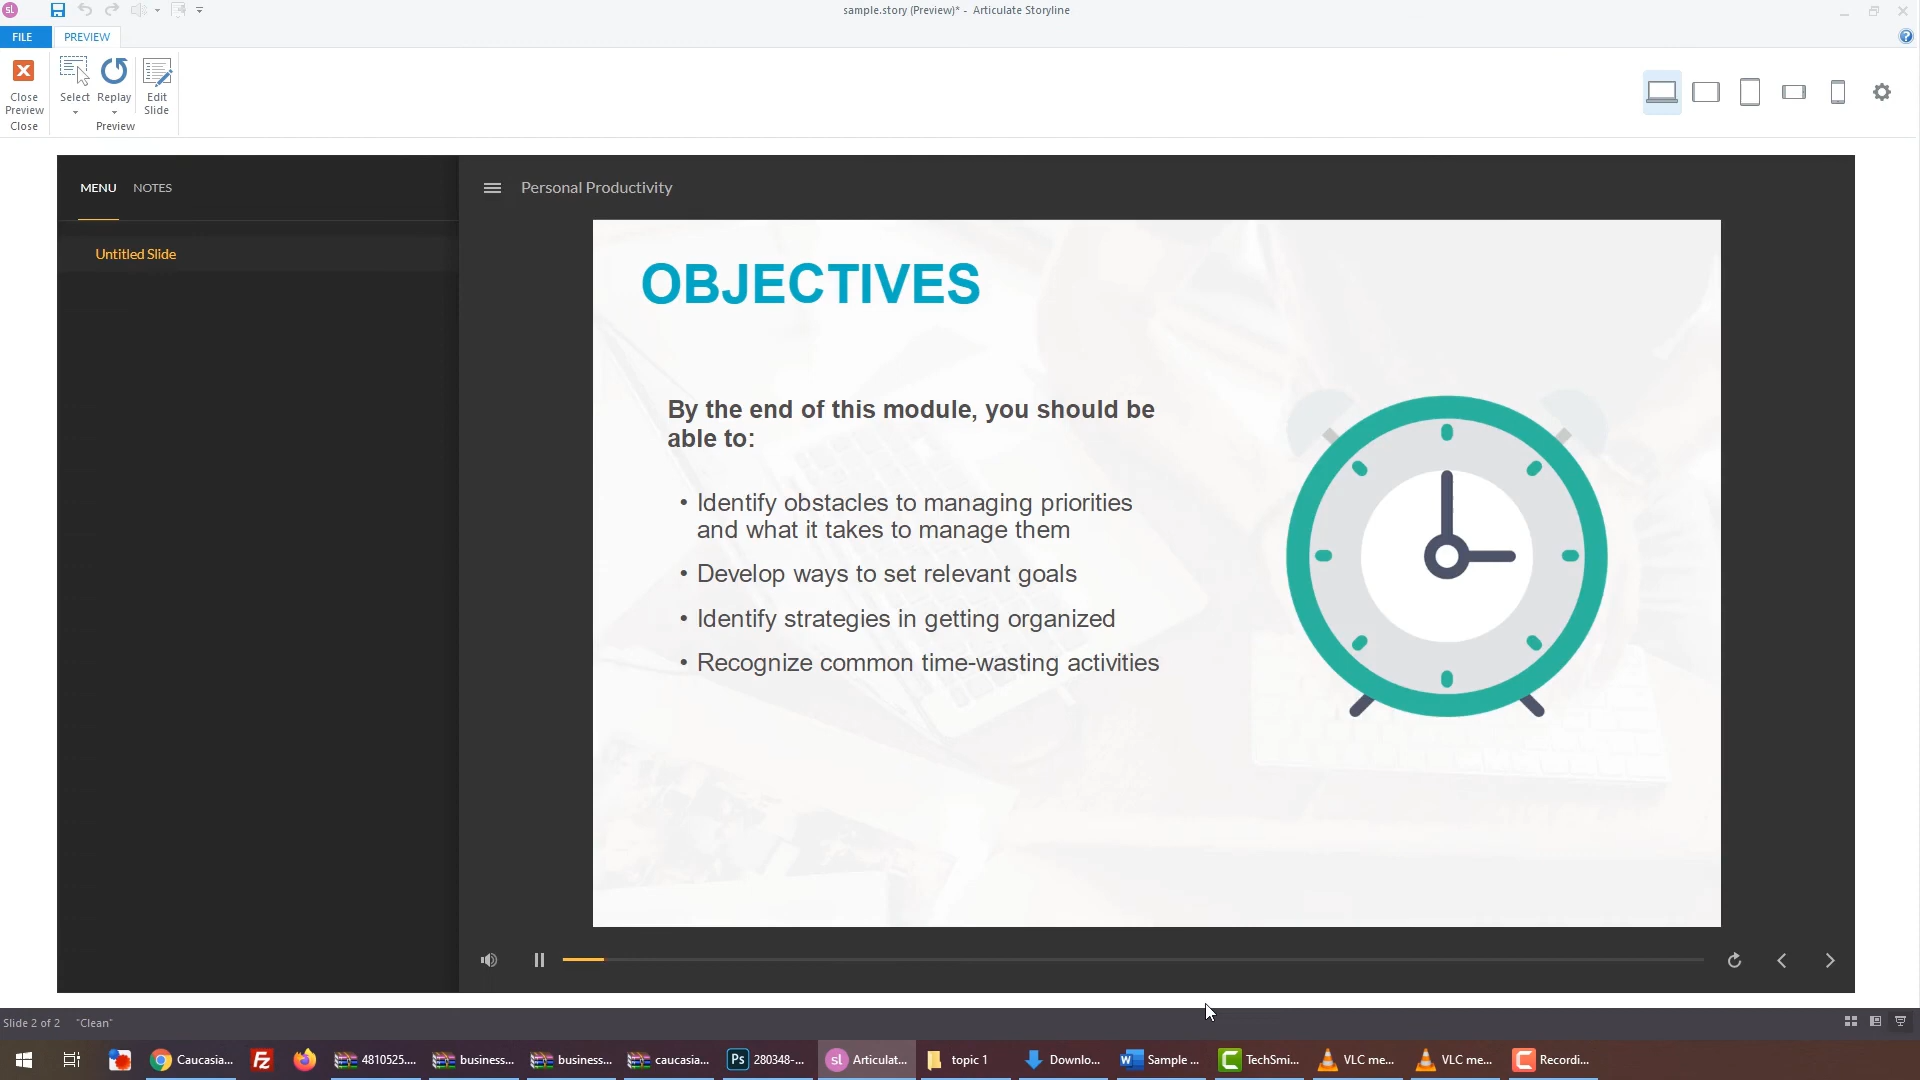 sl
sample.story (Preview)* - Articulate Storyline
FILE
PREVIEW
?
Close
Preview
Select
Replay
Edit
Slide
Close
Preview
MENU
NOTES
Personal Productivity
Untitled Slide
OBJECTIVES
By the end of this module, you should be
able to:
• Identify obstacles to managing priorities
and what it takes to manage them
• Develop ways to set relevant goals
• Identify strategies in getting organized
• Recognize common time-wasting activities
Slide 2 of 2 "Clean"
Caucasia...
Fz
4810525....
business...
business...
caucasia...
Ps
280348-...
sl
Articulat...
topic 1
Downlo...
Sample ...
TechSmi...
VLC me...
VLC me...
Recordi...